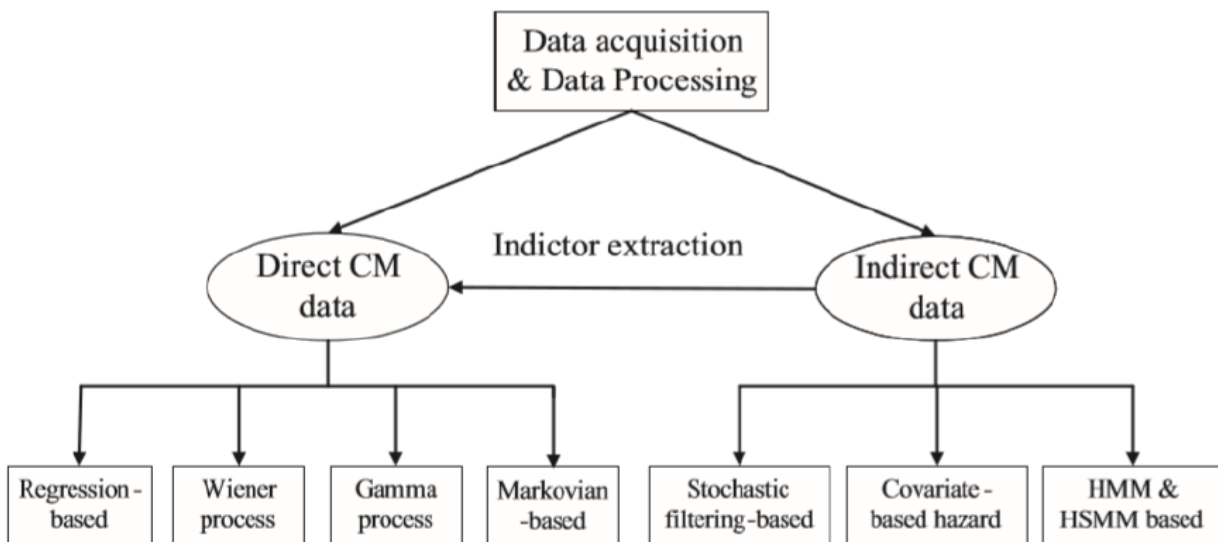 Data acquisition
& Data Processing
Indictor extraction
Direct CM
data
Indirect CM
data
Regression-
based
Wiener
process
Gamma
process
Markovian
-based
Stochastic
filtering-based
Covariate-
based hazard
HMM &
HSMM based